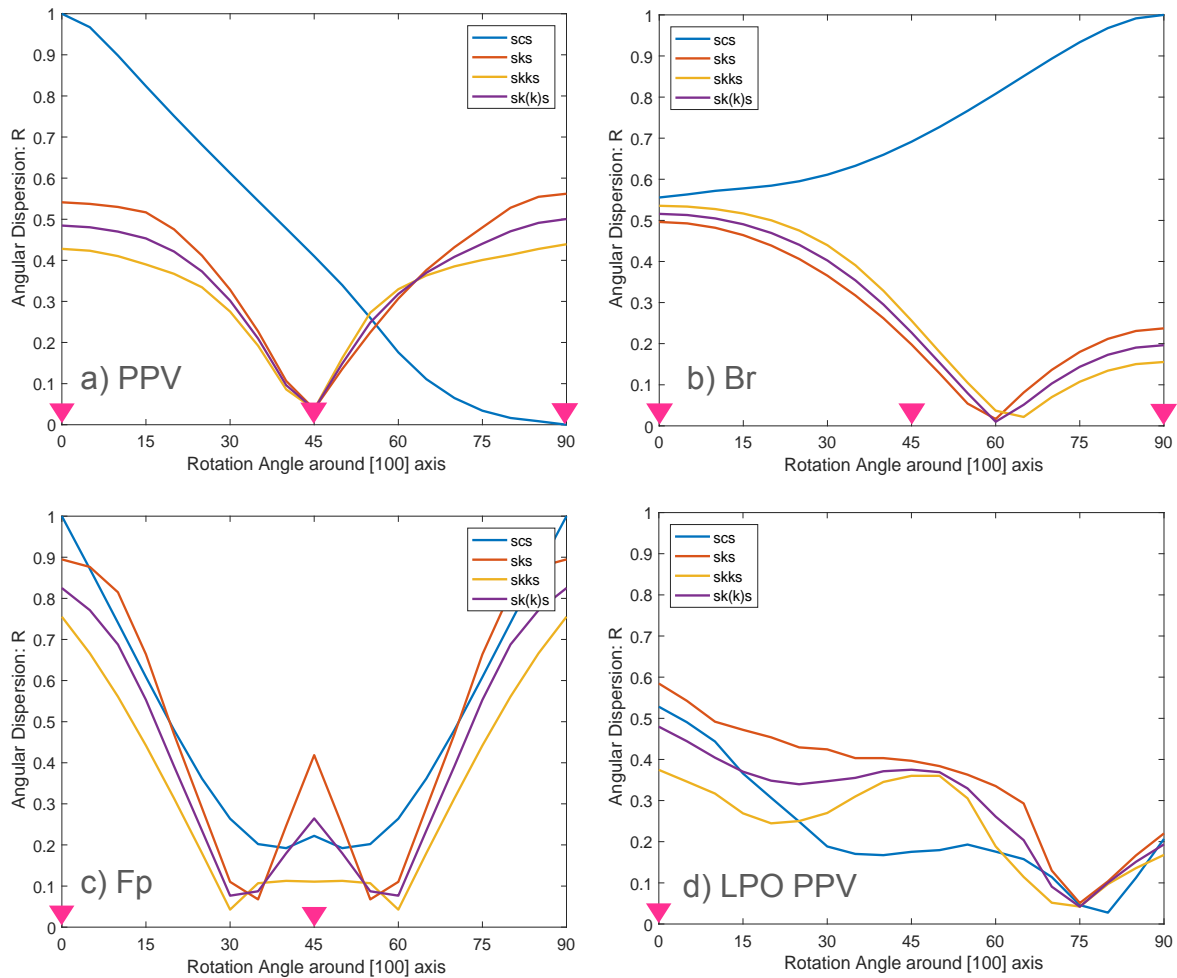 1
0.9
0.8
0.7
0.6
0.5
0.4
0.3
0.2
0.1
0
Angular Dispersion: R
scs
sks
skks
sk(k)s
a) PPV
0 15 30 45 60 75 90
Rotation Angle around [100] axis
1
0.9
0.8
0.7
0.6
0.5
0.4
0.3
0.2
0.1
0
Angular Dispersion: R
scs
sks
skks
sk(k)s
b) Br
0 15 30 45 60 75 90
Rotation Angle around [100] axis
1
0.9
0.8
0.7
0.6
0.5
0.4
0.3
0.2
0.1
0
Angular Dispersion: R
scs
sks
skks
sk(k)s
c) Fp
0 15 30 45 60 75 90
Rotation Angle around [100] axis
1
0.9
0.8
0.7
0.6
0.5
0.4
0.3
0.2
0.1
0
Angular Dispersion: R
scs
sks
skks
sk(k)s
d) LPO PPV
0 15 30 45 60 75 90
Rotation Angle around [100] axis